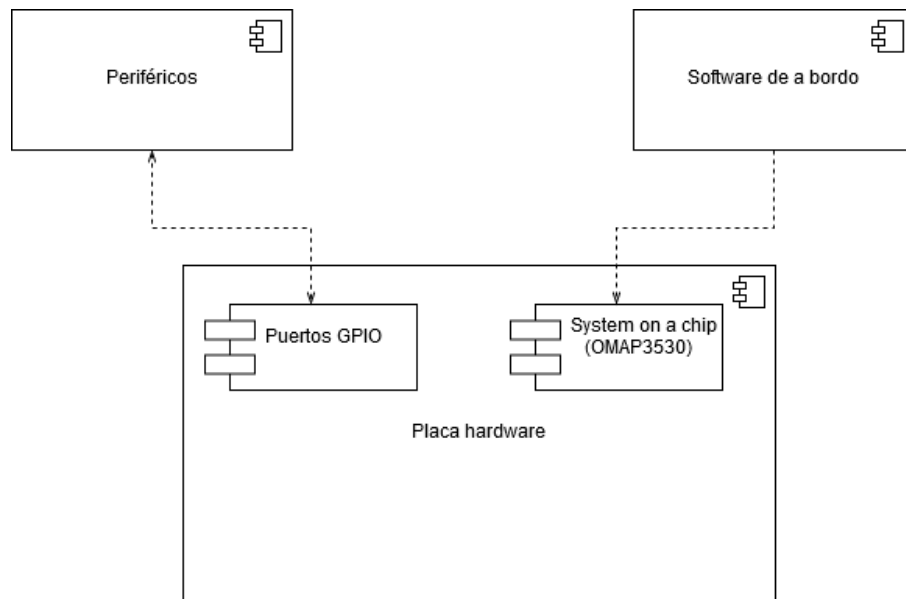 Periféricos
Software de a bordo
Puertos GPIO
System on a chip
(OMAP3530)
Placa hardware